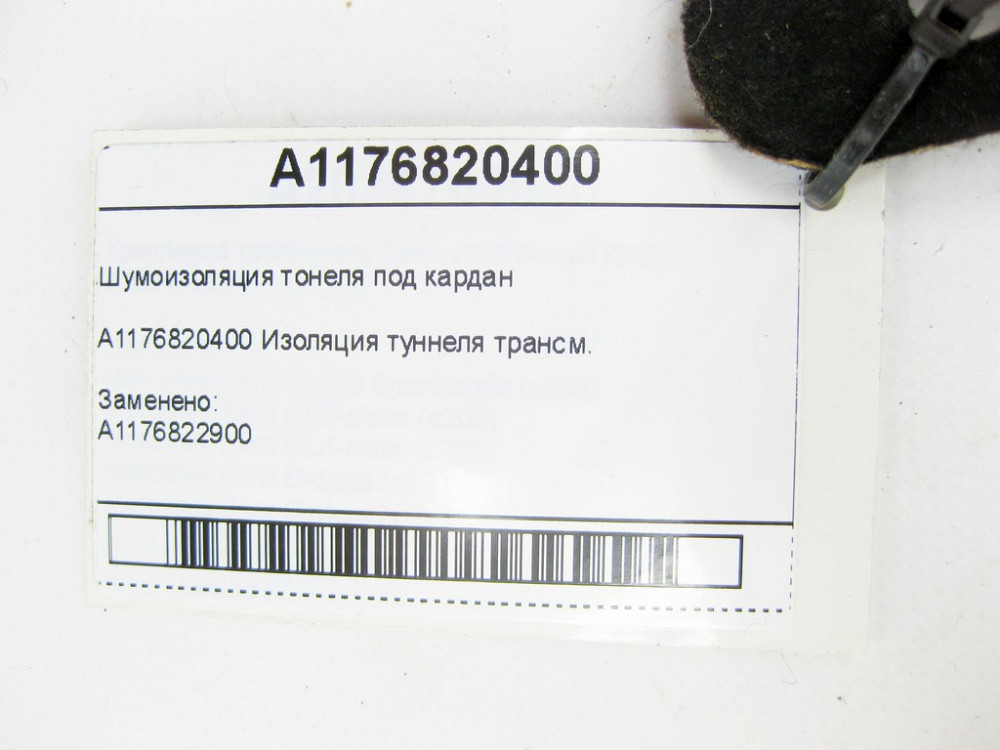 A1176820400
Шумоизоляция тонеля под кардан
A1176820400 Изоляция туннеля трансм.
Заменено:
A1176822900